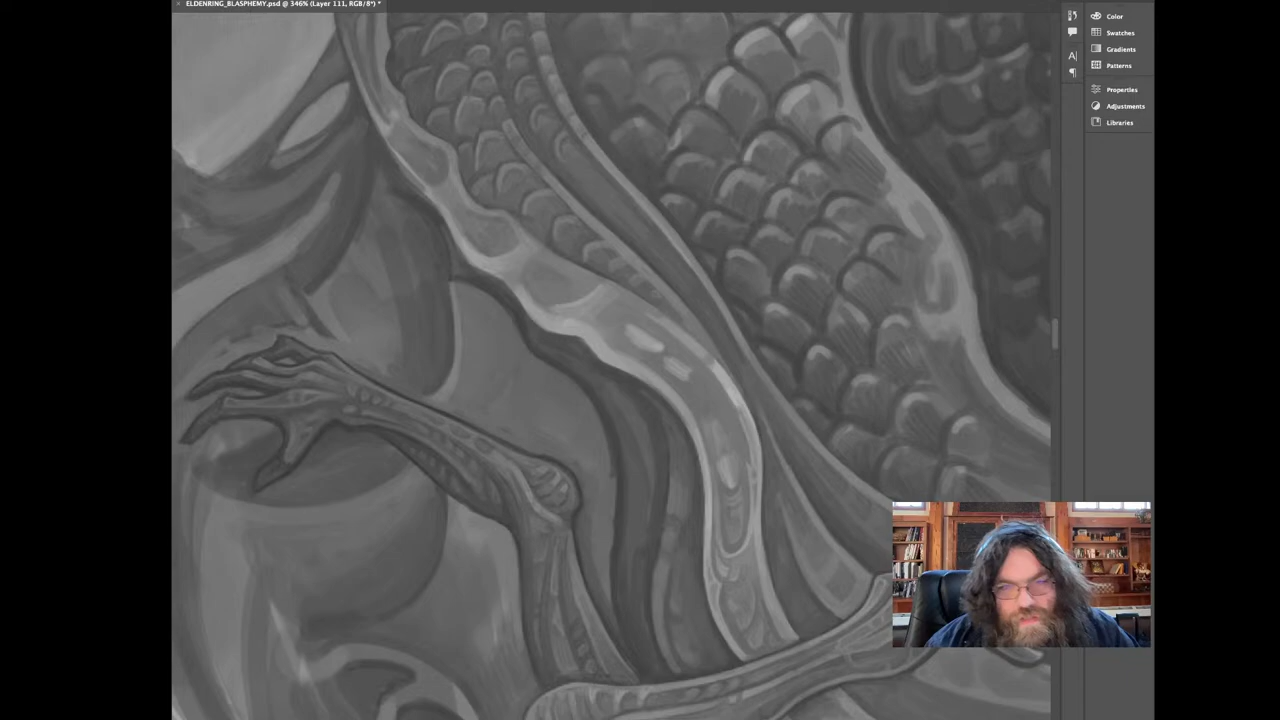 × ELDENRING_BLASPHEMY.psd @ 346% (Layer 111, RGB/8*) *
Color
Swatches
A|
Gradients
¶
Patterns
Properties
Adjustments
Libraries